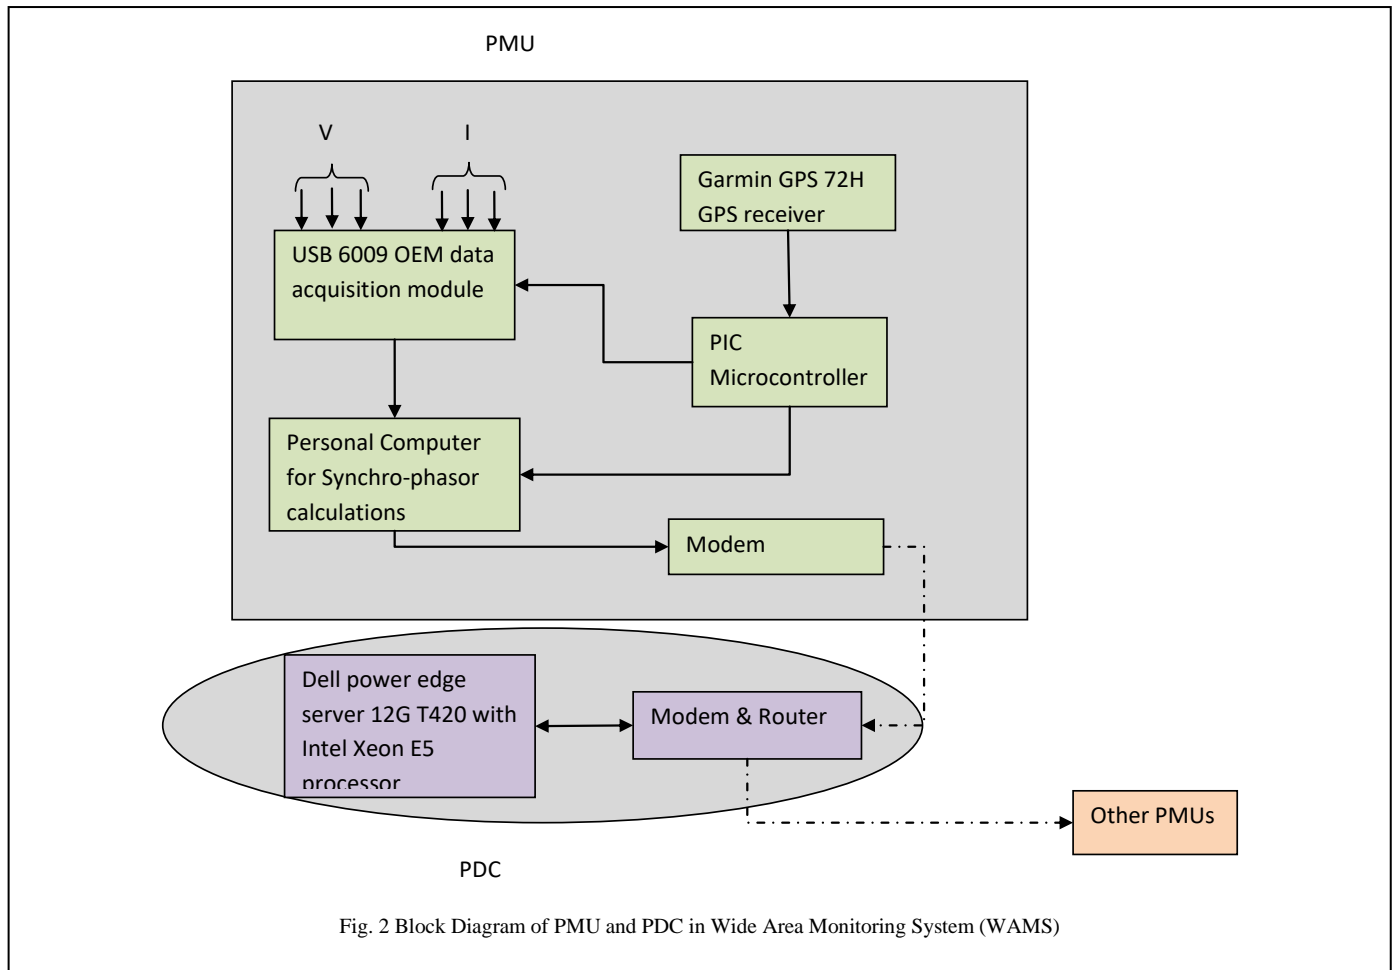 PMU
V
I
Garmin GPS 72H
GPS receiver
USB 6009 OEM data
acquisition module
PIC
Microcontroller
Personal Computer
for Synchro-phasor
calculations
Modem
Dell power edge
server 12G T420 with
Intel Xeon E5
processor
Modem & Router
Other PMUs
PDC
Fig. 2 Block Diagram of PMU and PDC in Wide Area Monitoring System (WAMS)